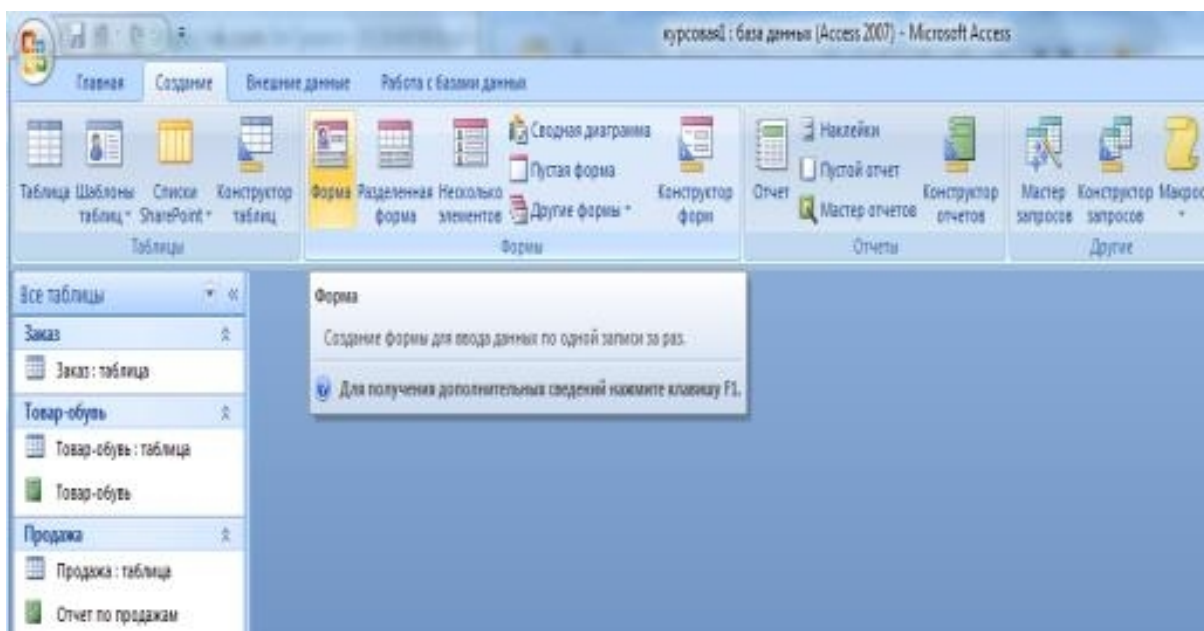 курсовая1 : база данных (Access 2007) - Microsoft Access
Главная Создание Внешние данные Работа с базами данных
Таблица
Шаблоны
таблиц
Списки
SharePoint
Конструктор
таблиц
Таблицы
Форма
Разделенная
форма
Несколько
элементов
Сводная диаграмма
Пустая форма
Другие формы
Конструктор
форм
Формы
Отчет
Наклейки
Пустой отчет
Мастер отчетов
Конструктор
отчетов
Отчеты
Мастер
запросов
Конструктор
запросов
Макрос
Другие
Все таблицы
Заказ
Заказ : таблица
Товар-обувь
Товар-обувь : таблица
Товар-обувь
Продажа
Продажа : таблица
Отчет по продажам
Форма
Создание формы для ввода данных по одной записи за раз.
Для получения дополнительных сведений нажмите клавишу F1.